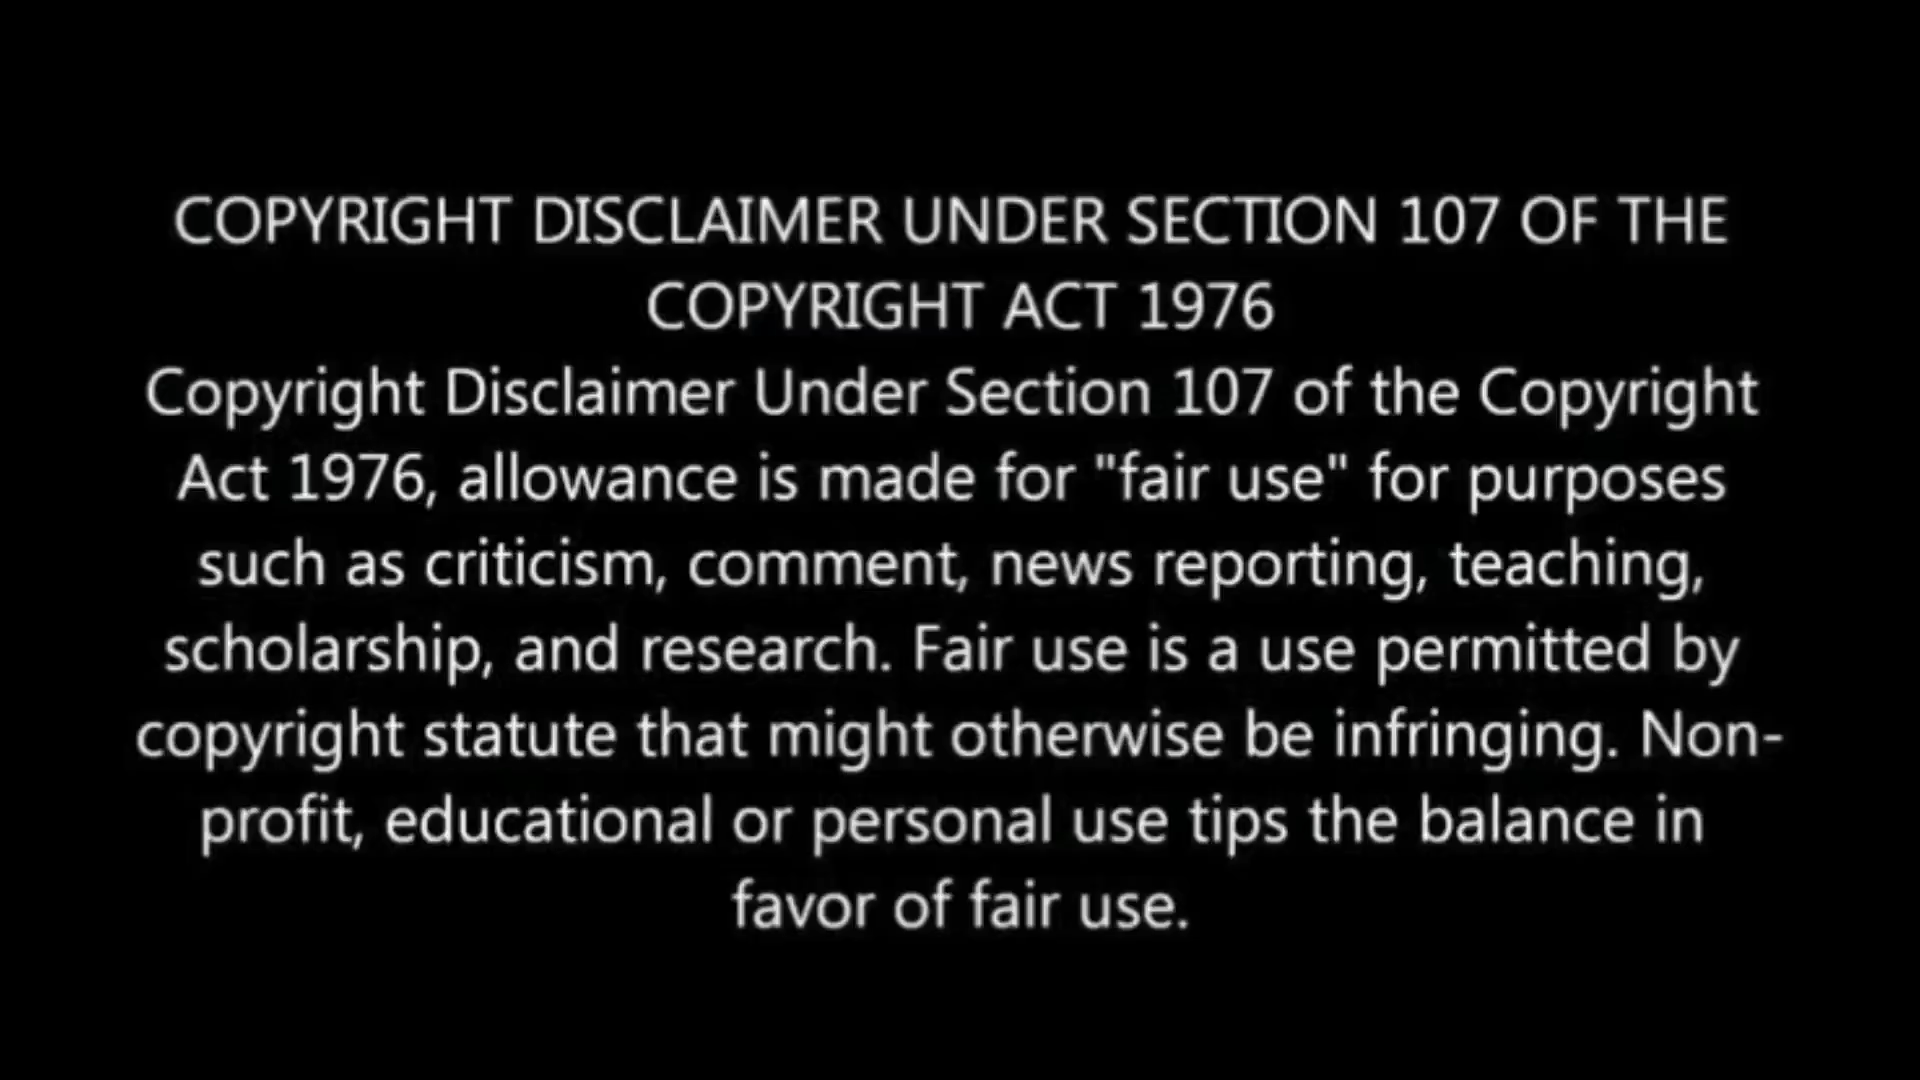 COPYRIGHT DISCLAIMER UNDER SECTION 107 OF THE
COPYRIGHT ACT 1976
Copyright Disclaimer Under Section 107 of the Copyright
Act 1976, allowance is made for "fair use" for purposes
such as criticism, comment, news reporting, teaching,
scholarship, and research. Fair use is a use permitted by
copyright statute that might otherwise be infringing. Non-
profit, educational or personal use tips the balance in
favor of fair use.